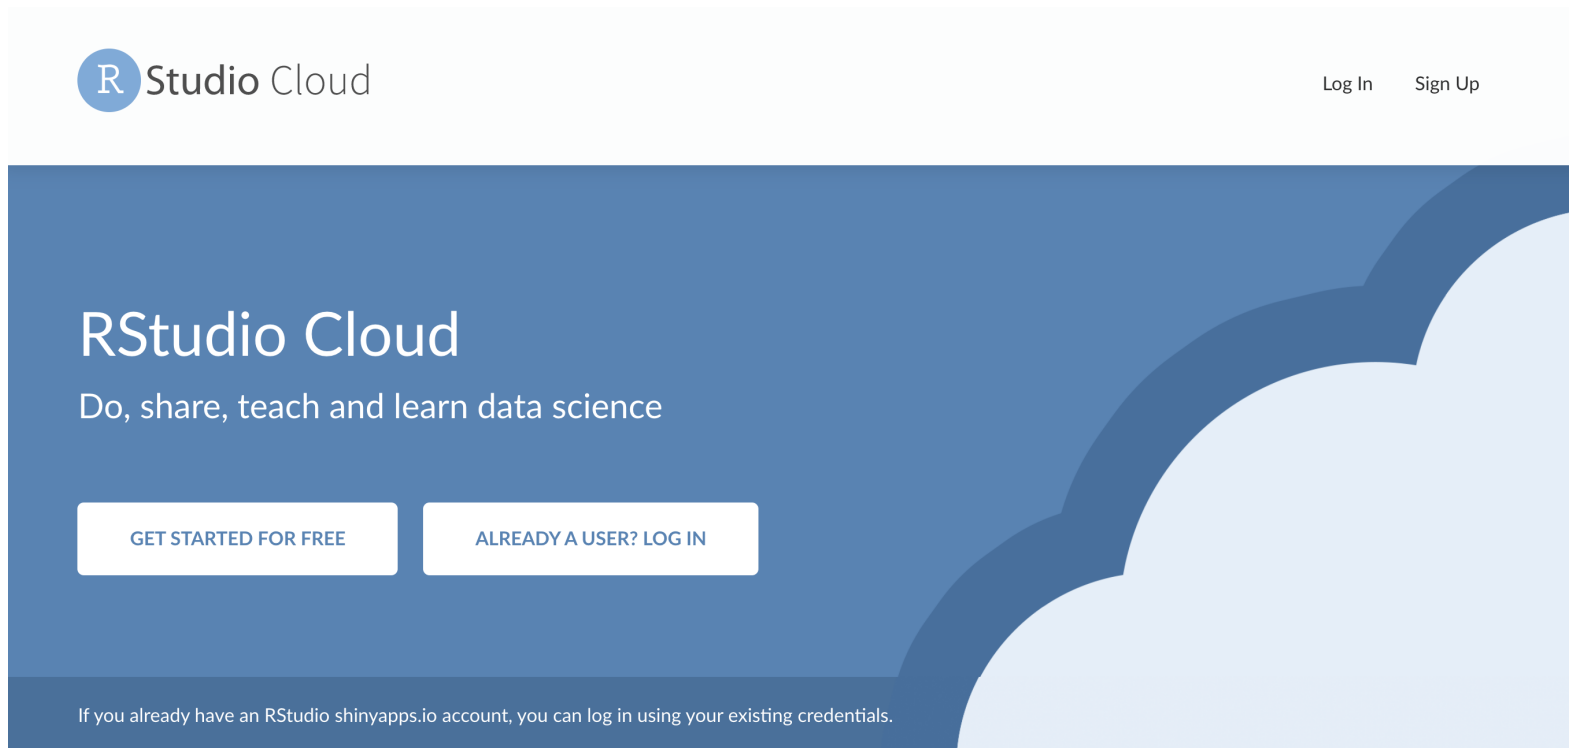 R Studio Cloud
Log In
Sign Up
RStudio Cloud
Do, share, teach and learn data science
GET STARTED FOR FREE
ALREADY A USER? LOG IN
If you already have an RStudio shinyapps.io account, you can log in using your existing credentials.